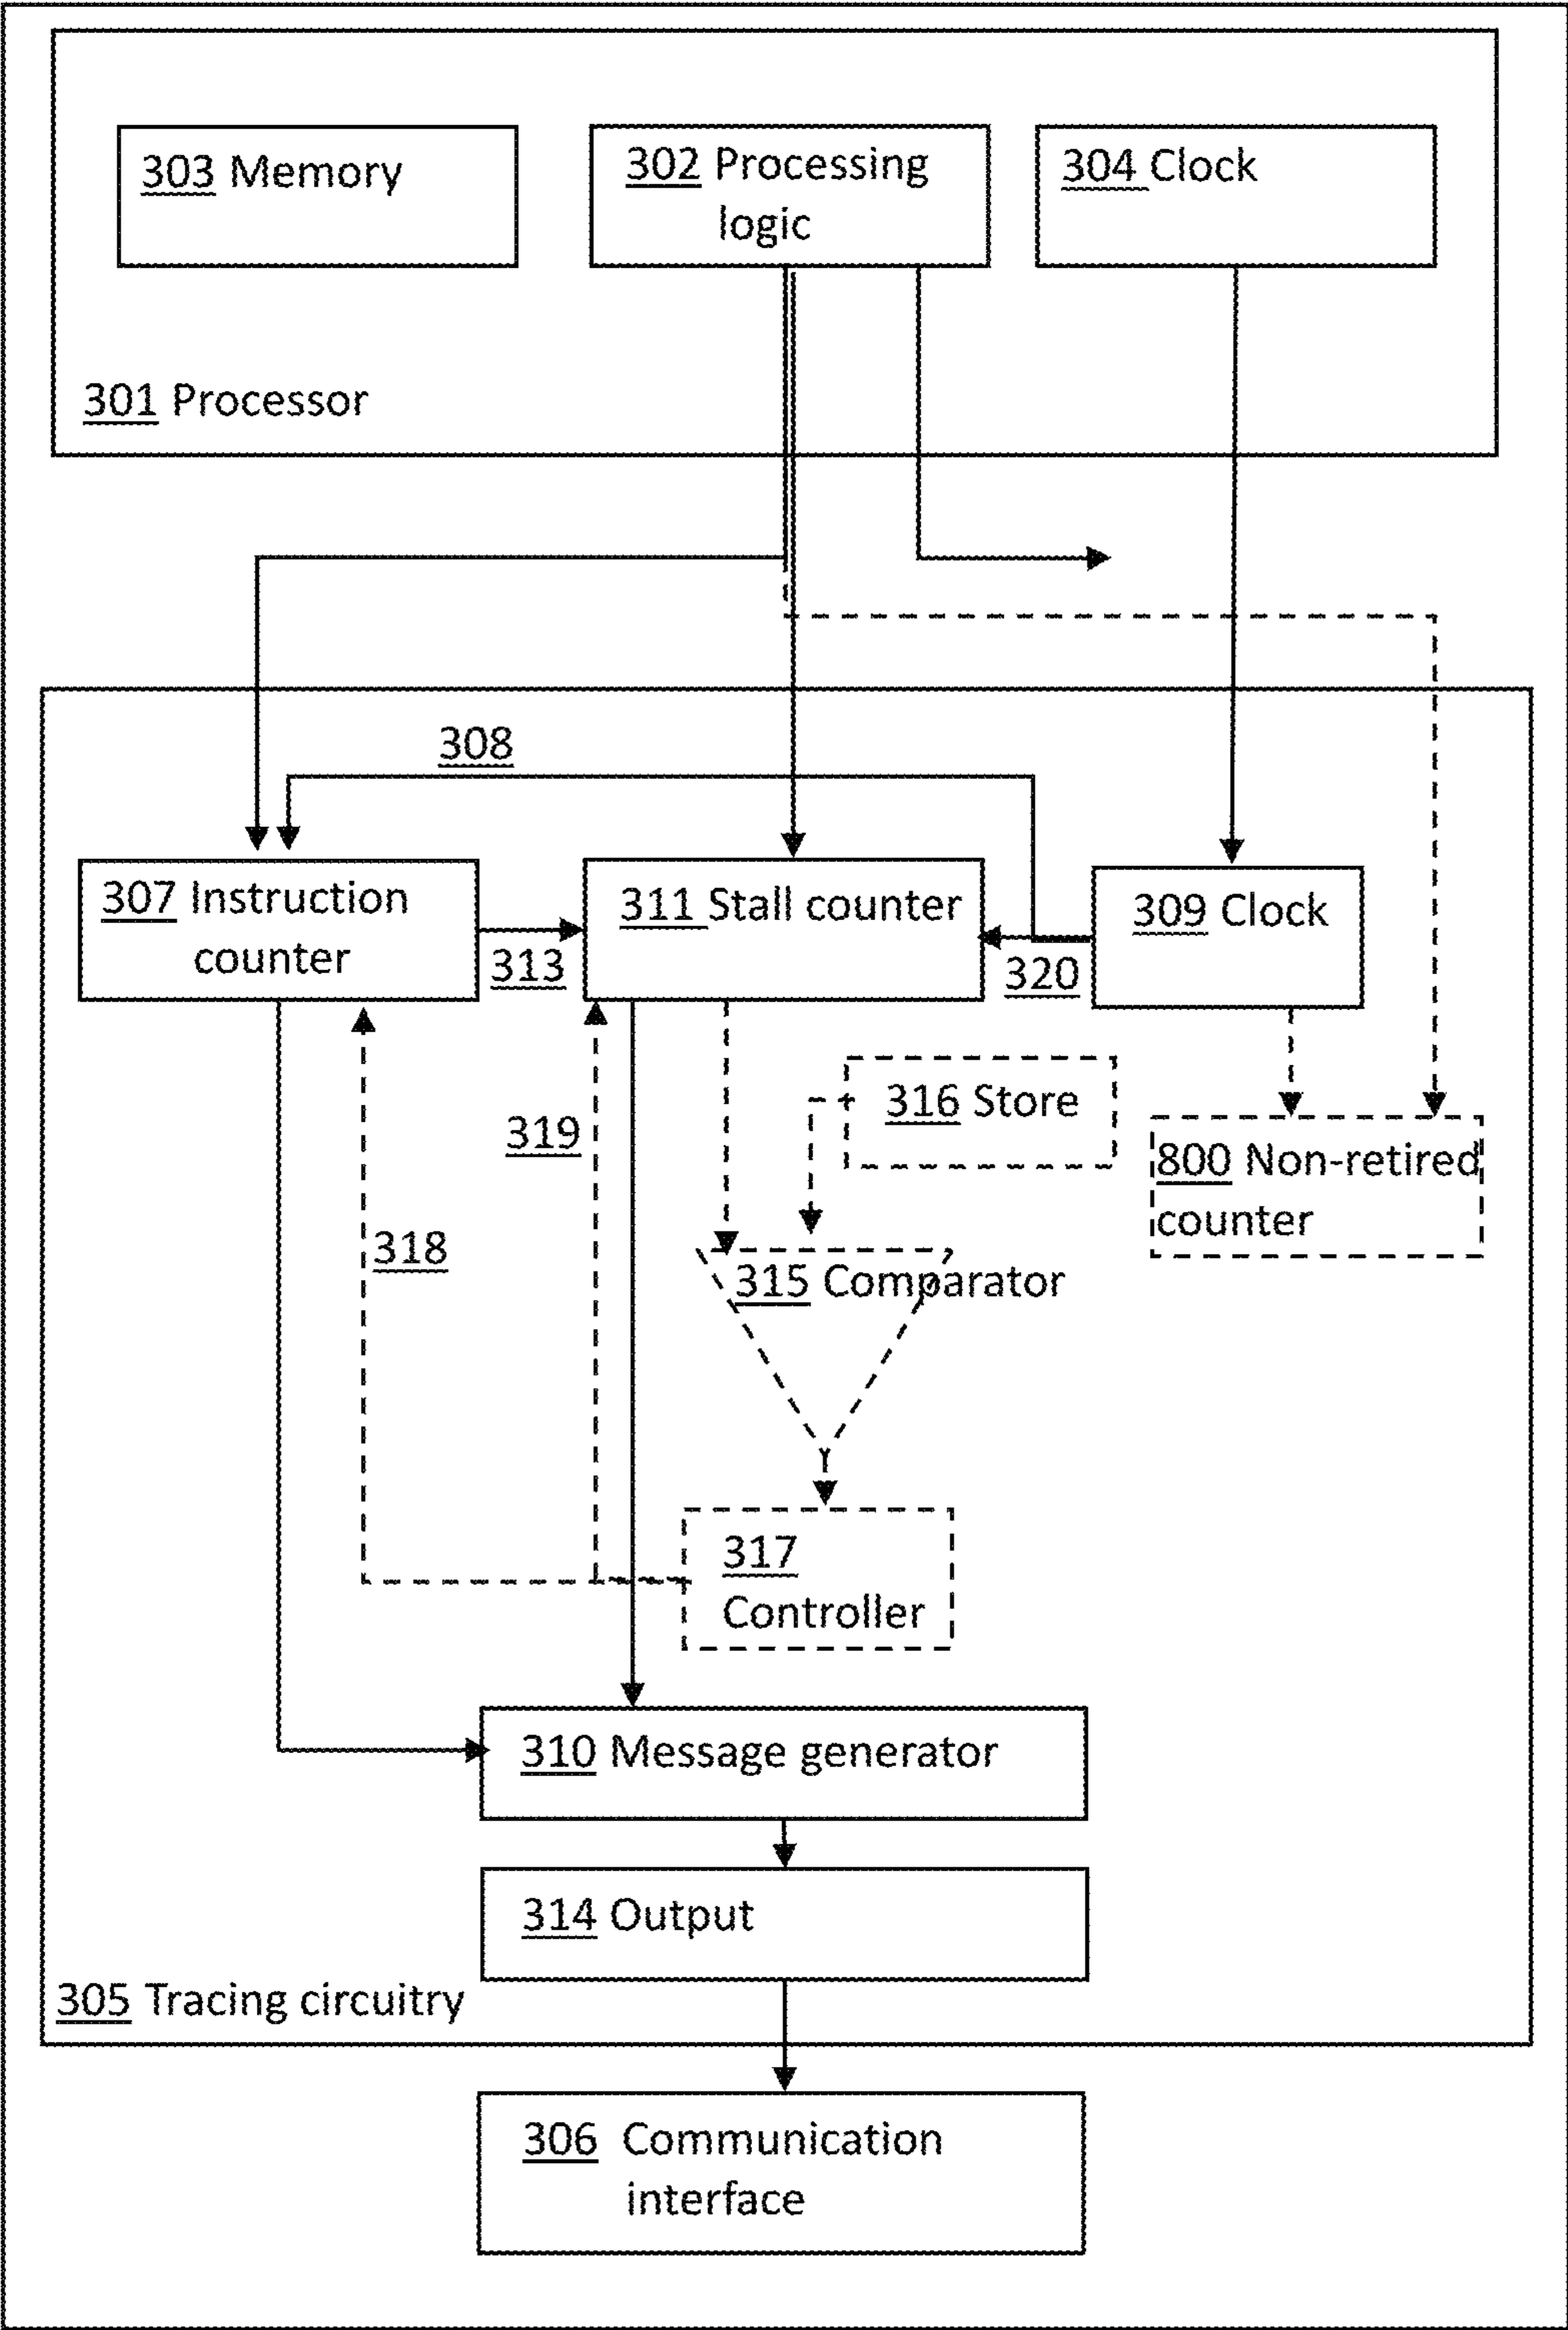 303 Memory
302 Processing
logic
304 Clock
301 Processor
308
307 Instruction
counter
313
311 Stall counter
320
309 Clock
316 Store
319
800 Non-retired
counter
318
315 Comparator
317
Controller
310 Message generator
314 Output
305 Tracing circuitry
306 Communication
interface